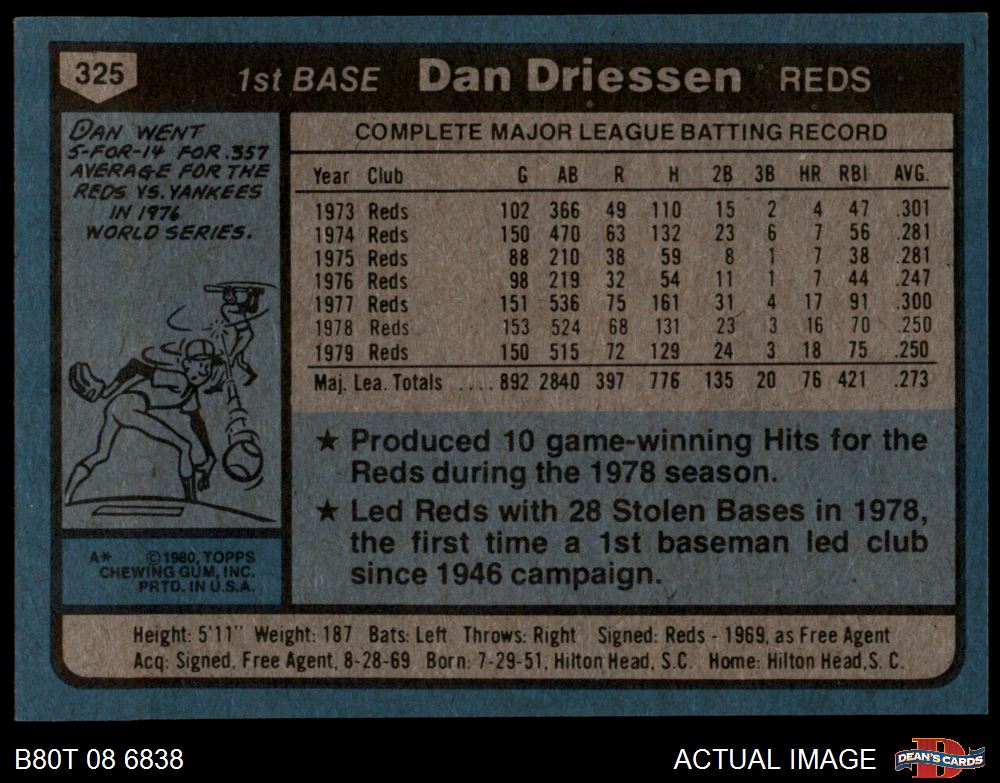 325
1st BASE Dan Driessen REDS
DAN WENT
5-FOR-14 FOR .357
AVERAGE FOR THE
REDS VS. YANKEES
IN 1976
WORLD SERIES.
COMPLETE MAJOR LEAGUE BATTING RECORD
Year Club G AB R H 2B 3B HR RBI AVG.
1973 Reds 102 366 49 110 15 2 4 47 .301
1974 Reds 150 470 63 132 23 6 7 56 .281
1975 Reds 88 210 38 59 8 1 7 38 .281
1976 Reds 98 219 32 54 11 1 7 44 .247
1977 Reds 151 536 75 161 31 4 17 91 .300
1978 Reds 153 524 68 131 23 3 16 70 .250
1979 Reds 150 515 72 129 24 3 18 75 .250
Maj. Lea. Totals .... 892 2840 397 776 135 20 76 421 .273
★ Produced 10 game-winning Hits for the
Reds during the 1978 season.
★ Led Reds with 28 Stolen Bases in 1978,
the first time a 1st baseman led club
since 1946 campaign.
A* ©1980, TOPPS
CHEWING GUM, INC.
PRTD. IN U.S.A.
Height: 5'11" Weight: 187 Bats: Left Throws: Right Signed: Reds - 1969, as Free Agent
Acq: Signed, Free Agent, 8-28-69 Born: 7-29-51, Hilton Head, S.C. Home: Hilton Head, S. C.
B80T 08 6838
ACTUAL IMAGE
D
DEAN'S CARDS